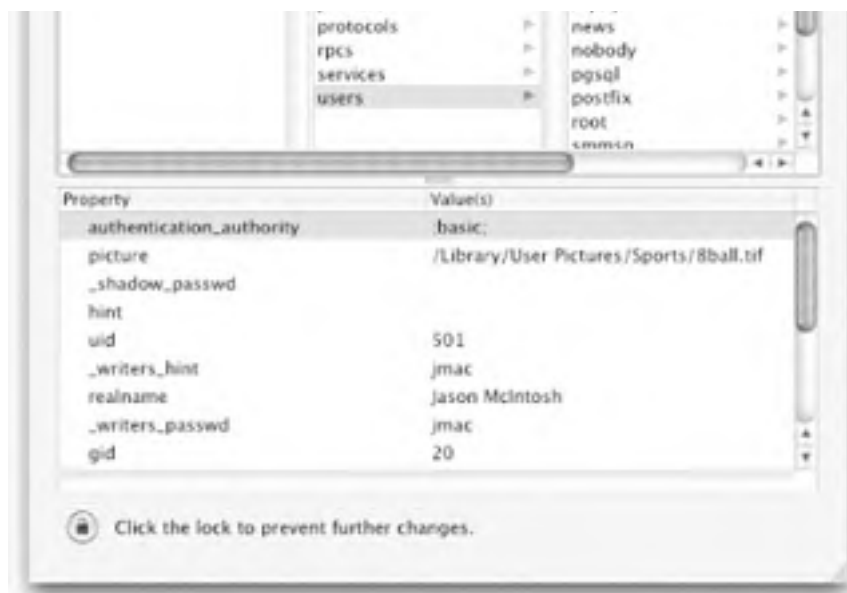 protocols
rpcs
services
users
news
nobody
pgsql
postfix
root
smmsp
Property Value(s)
authentication_authority ;basic;
picture /Library/User Pictures/Sports/8ball.tif
_shadow_passwd
hint
uid 501
_writers_hint jmac
realname Jason McIntosh
_writers_passwd jmac
gid 20
Click the lock to prevent further changes.